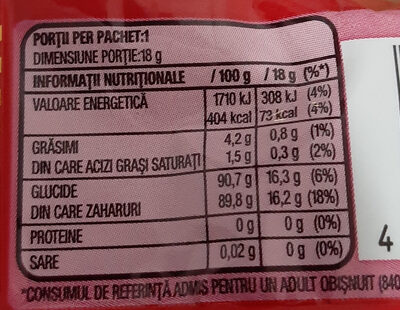 PORȚII PER PACHET:1
DIMENSIUNE PORȚIE:18 g
INFORMAȚII NUTRIȚIONALE / 100 g / 18 g (%*)
VALOARE ENERGETICĂ 1710 kJ 308 kJ (4%)
404 kcal 73 kcal (4%)
GRĂSIMI 4,2 g 0,8 g (1%)
DIN CARE ACIZI GRAȘI SATURAȚI 1,5 g 0,3 g (2%)
GLUCIDE 90,7 g 16,3 g (6%)
DIN CARE ZAHARURI 89,8 g 16,2 g (18%)
PROTEINE 0 g 0 g (0%)
SARE 0,02 g 0 g (0%)
4
*CONSUMUL DE REFERINȚĂ ADMIS PENTRU UN ADULT OBIȘNUIT (840